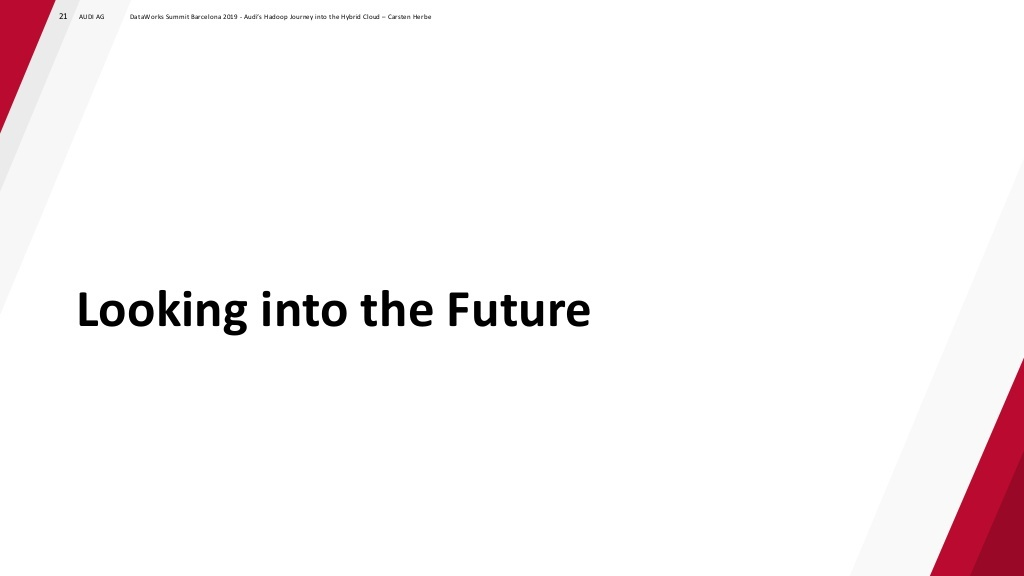 21 AUDI AG DataWorks Summit Barcelona 2019 - Audi's Hadoop Journey into the Hybrid Cloud – Carsten Herbe
Looking into the Future